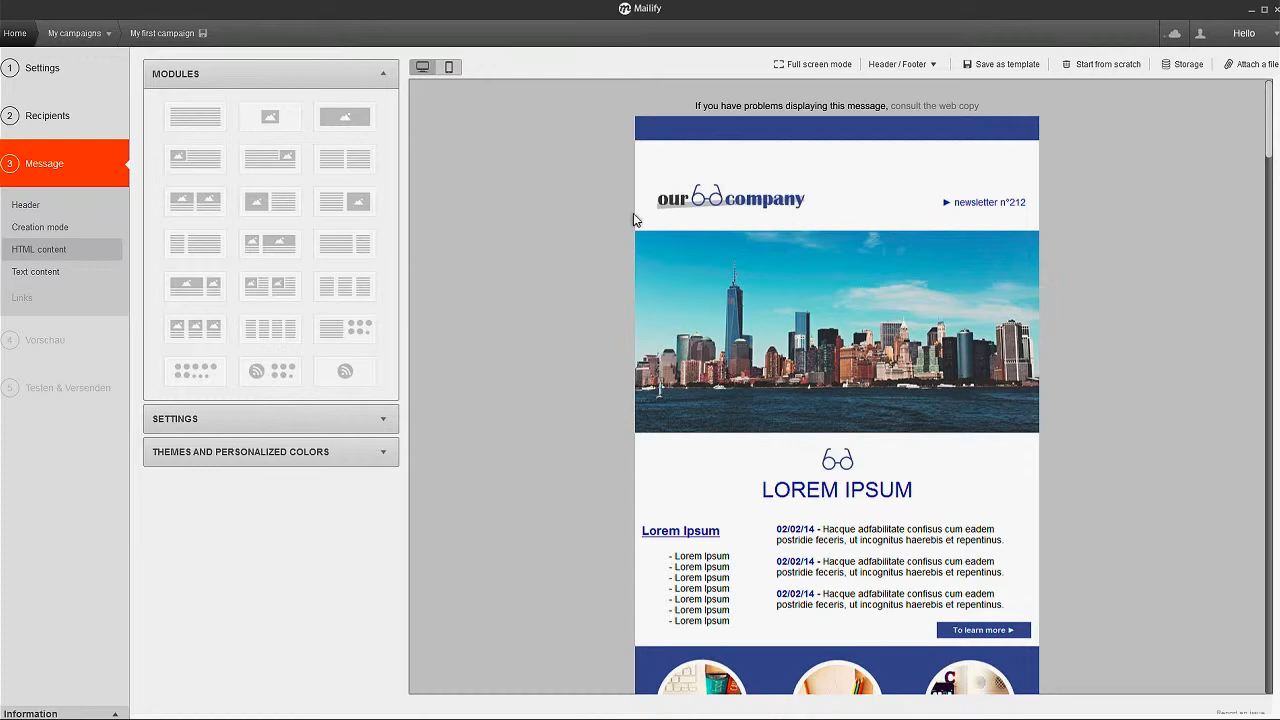 Mailify
Home My campaigns My first campaign Hello
1 Settings
2 Recipients
3 Message
Header
Creation mode
HTML content
Text content
Links
4 Vorschau
5 Testen & Versenden
Information
MODULES
SETTINGS
THEMES AND PERSONALIZED COLORS
Full screen mode Header / Footer Save as template Start from scratch Storage Attach a file
If you have problems displaying this message, consult the web copy
our company
newsletter n°212
LOREM IPSUM
Lorem Ipsum
- Lorem Ipsum
- Lorem Ipsum
- Lorem Ipsum
- Lorem Ipsum
- Lorem Ipsum
- Lorem Ipsum
- Lorem Ipsum
02/02/14 - Hacque adfabilitate confisus cum eadem
postridie feceris, ut incognitus haerebis et repentinus.
02/02/14 - Hacque adfabilitate confisus cum eadem
postridie feceris, ut incognitus haerebis et repentinus.
02/02/14 - Hacque adfabilitate confisus cum eadem
postridie feceris, ut incognitus haerebis et repentinus.
To learn more
C
Report an issue